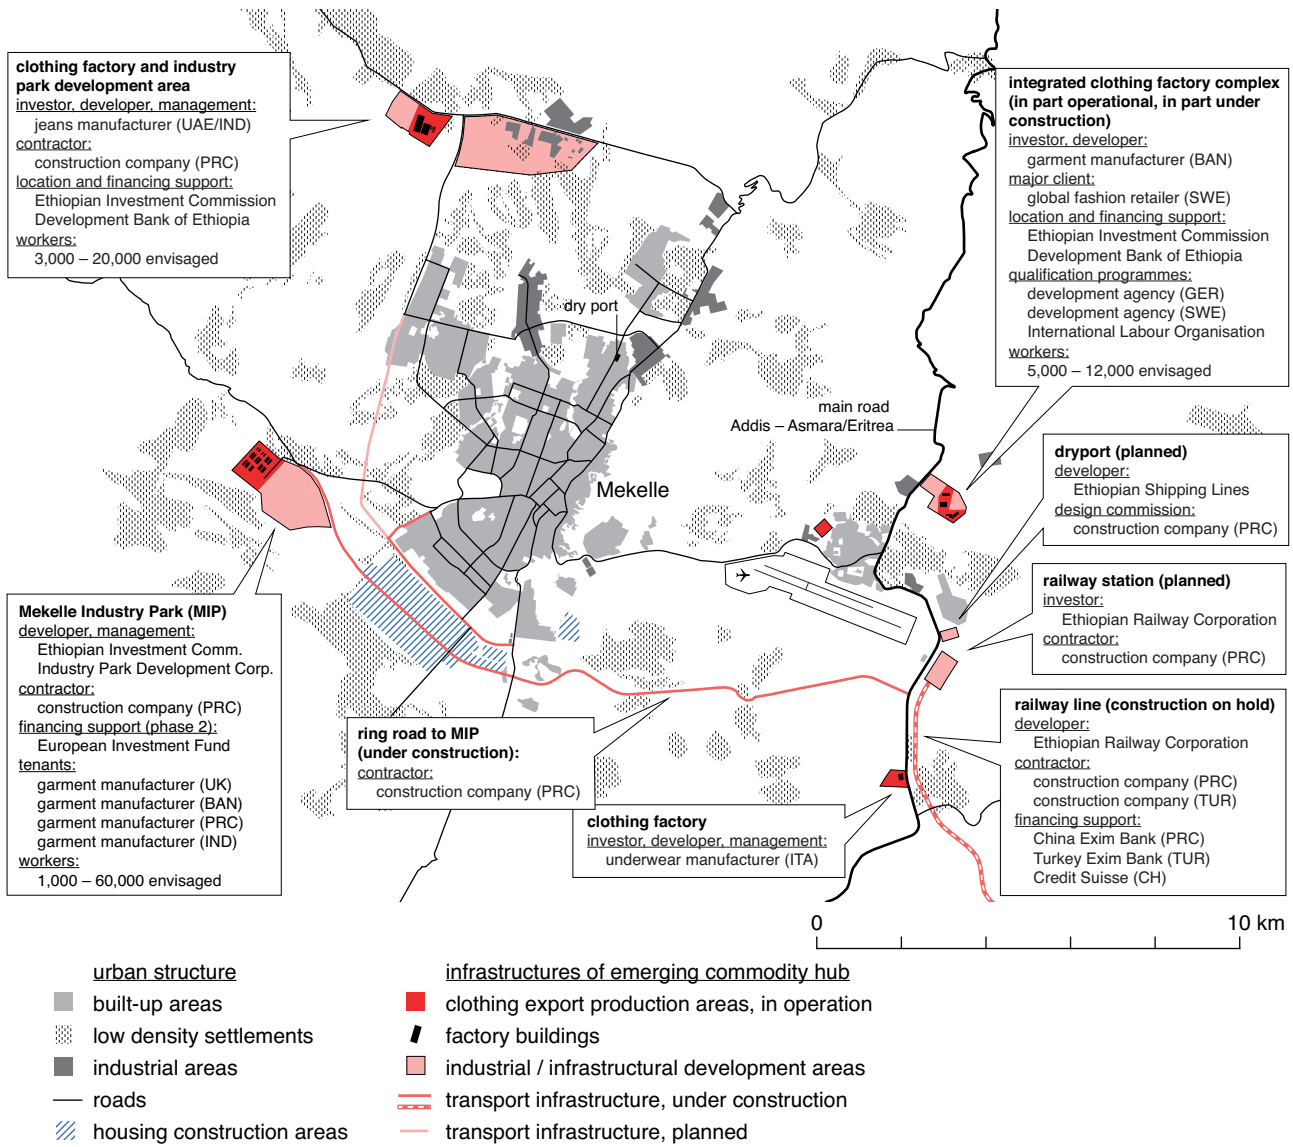 clothing factory and industry
park development area
investor, developer, management:
jeans manufacturer (UAE/IND)
contractor:
construction company (PRC)
location and financing support:
Ethiopian Investment Commission
Development Bank of Ethiopia
workers:
3,000 – 20,000 envisaged
integrated clothing factory complex
(in part operational, in part under
construction)
investor, developer:
garment manufacturer (BAN)
major client:
global fashion retailer (SWE)
location and financing support:
Ethiopian Investment Commission
Development Bank of Ethiopia
qualification programmes:
development agency (GER)
development agency (SWE)
International Labour Organisation
workers:
5,000 – 12,000 envisaged
dry port
main road
Addis – Asmara/Eritrea
Mekelle
dryport (planned)
developer:
Ethiopian Shipping Lines
design commission:
construction company (PRC)
railway station (planned)
investor:
Ethiopian Railway Corporation
contractor:
construction company (PRC)
Mekelle Industry Park (MIP)
developer, management:
Ethiopian Investment Comm.
Industry Park Development Corp.
contractor:
construction company (PRC)
financing support (phase 2):
European Investment Fund
tenants:
garment manufacturer (UK)
garment manufacturer (BAN)
garment manufacturer (PRC)
garment manufacturer (IND)
workers:
1,000 – 60,000 envisaged
ring road to MIP
(under construction):
contractor:
construction company (PRC)
clothing factory
investor, developer, management:
underwear manufacturer (ITA)
railway line (construction on hold)
developer:
Ethiopian Railway Corporation
contractor:
construction company (PRC)
construction company (TUR)
financing support:
China Exim Bank (PRC)
Turkey Exim Bank (TUR)
Credit Suisse (CH)
0
10 km
urban structure
built-up areas
low density settlements
industrial areas
roads
housing construction areas
infrastructures of emerging commodity hub
clothing export production areas, in operation
factory buildings
industrial / infrastructural development areas
transport infrastructure, under construction
transport infrastructure, planned